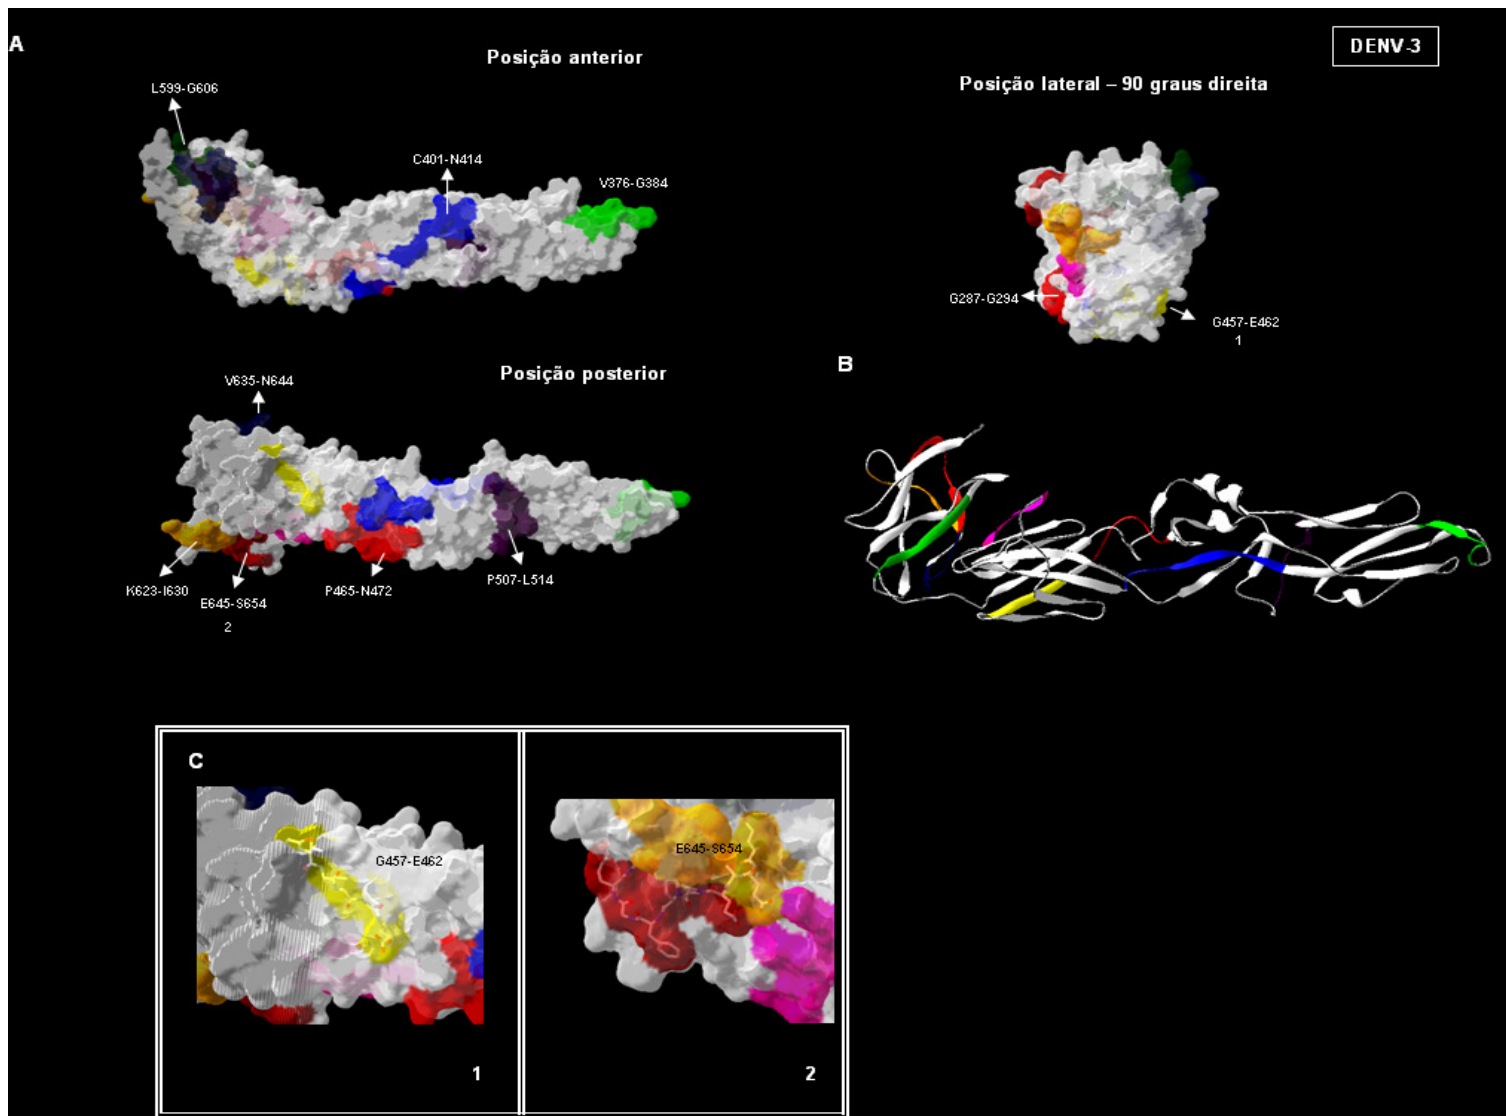 A
Posição anterior
DENV-3
Posição lateral – 90 graus direita
L599-G606
C401-N414
V376-G384
G287-G294
G457-E462
1
B
Posição posterior
V635-N644
K623-I630
E645-S654
2
P465-N472
P507-L514
C
G457-E462
1
E645-S654
2